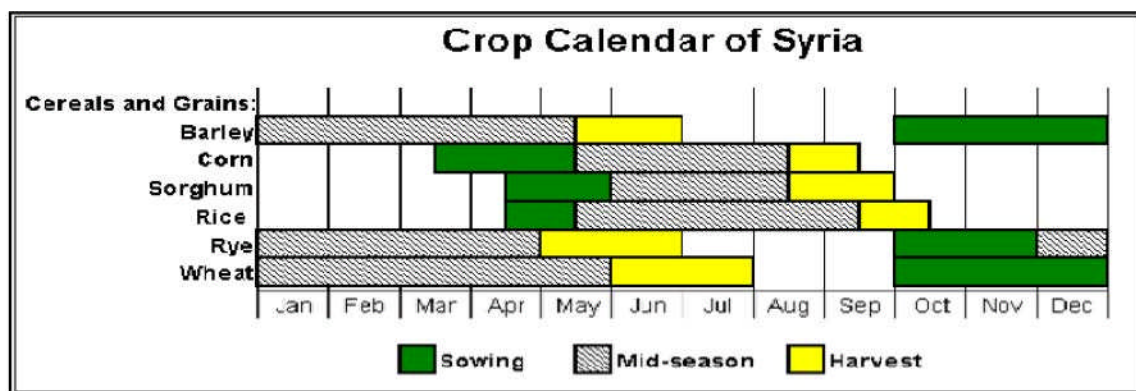 Crop Calendar of Syria
Cereals and Grains:
Barley
Corn
Sorghum
Rice
Rye
Wheat
Jan Feb Mar Apr May Jun Jul Aug Sep Oct Nov Dec
Sowing Mid-season Harvest